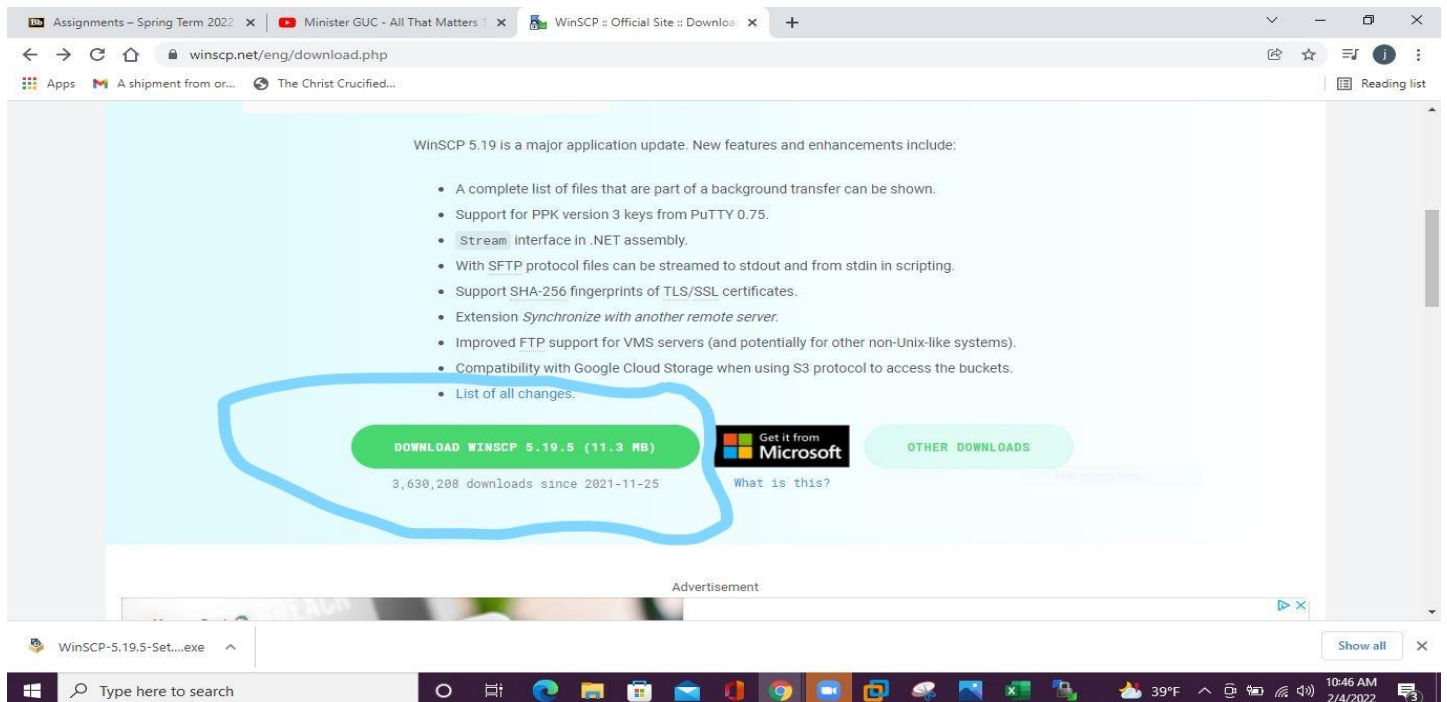 Assignments – Spring Term 2022
Minister GUC - All That Matters
WinSCP :: Official Site :: Downloa
winscp.net/eng/download.php
j
Apps
A shipment from or...
The Christ Crucified...
Reading list
WinSCP 5.19 is a major application update. New features and enhancements include:
• A complete list of files that are part of a background transfer can be shown.
• Support for PPK version 3 keys from PuTTY 0.75.
• Stream interface in .NET assembly.
• With SFTP protocol files can be streamed to stdout and from stdin in scripting.
• Support SHA-256 fingerprints of TLS/SSL certificates.
• Extension Synchronize with another remote server.
• Improved FTP support for VMS servers (and potentially for other non-Unix-like systems).
• Compatibility with Google Cloud Storage when using S3 protocol to access the buckets.
• List of all changes.
DOWNLOAD WINSCP 5.19.5 (11.3 MB)
Get it from
Microsoft
OTHER DOWNLOADS
3,630,208 downloads since 2021-11-25
What is this?
Advertisement
WinSCP-5.19.5-Set....exe
Show all
Type here to search
39°F
10:46 AM
2/4/2022
3